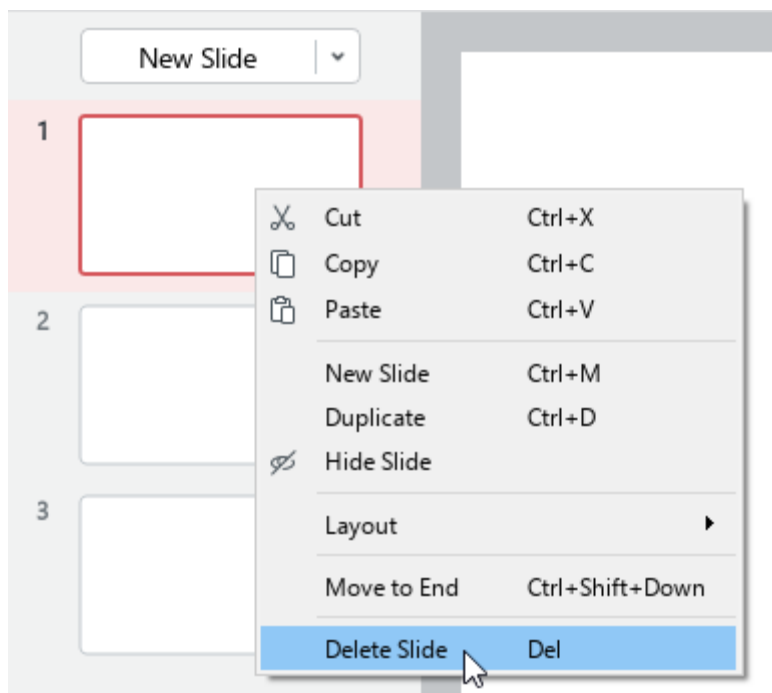 New Slide
1
Cut Ctrl+X
Copy Ctrl+C
2
Paste Ctrl+V
New Slide Ctrl+M
Duplicate Ctrl+D
Hide Slide
3
Layout
Move to End Ctrl+Shift+Down
Delete Slide Del